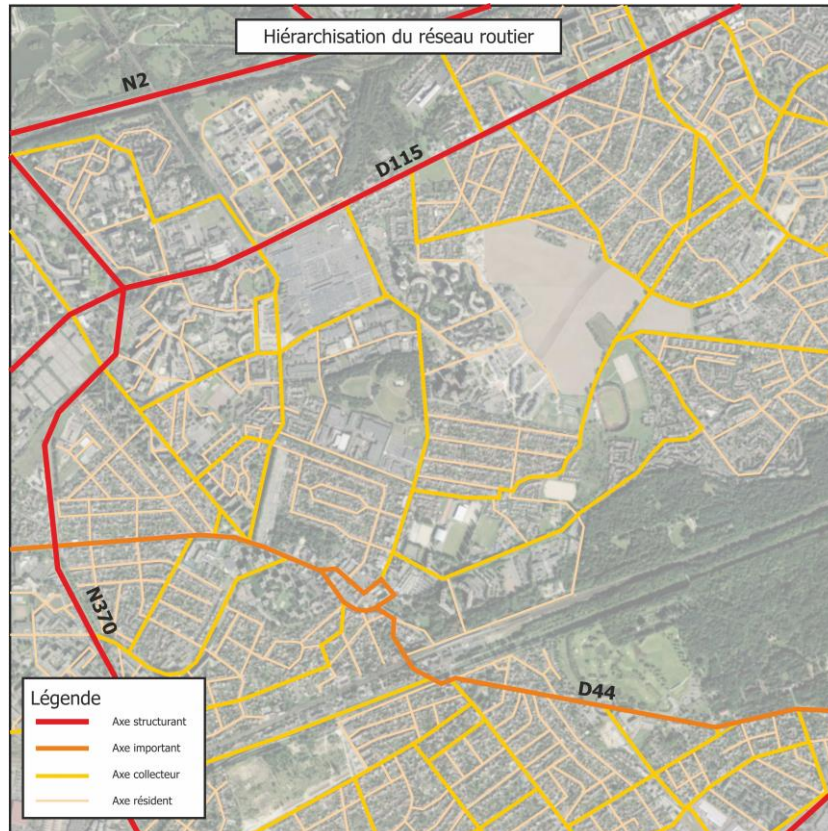 Hiérarchisation du réseau routier
N2
D115
N370
D44
Légende
Axe structurant
Axe important
Axe collecteur
Axe résident